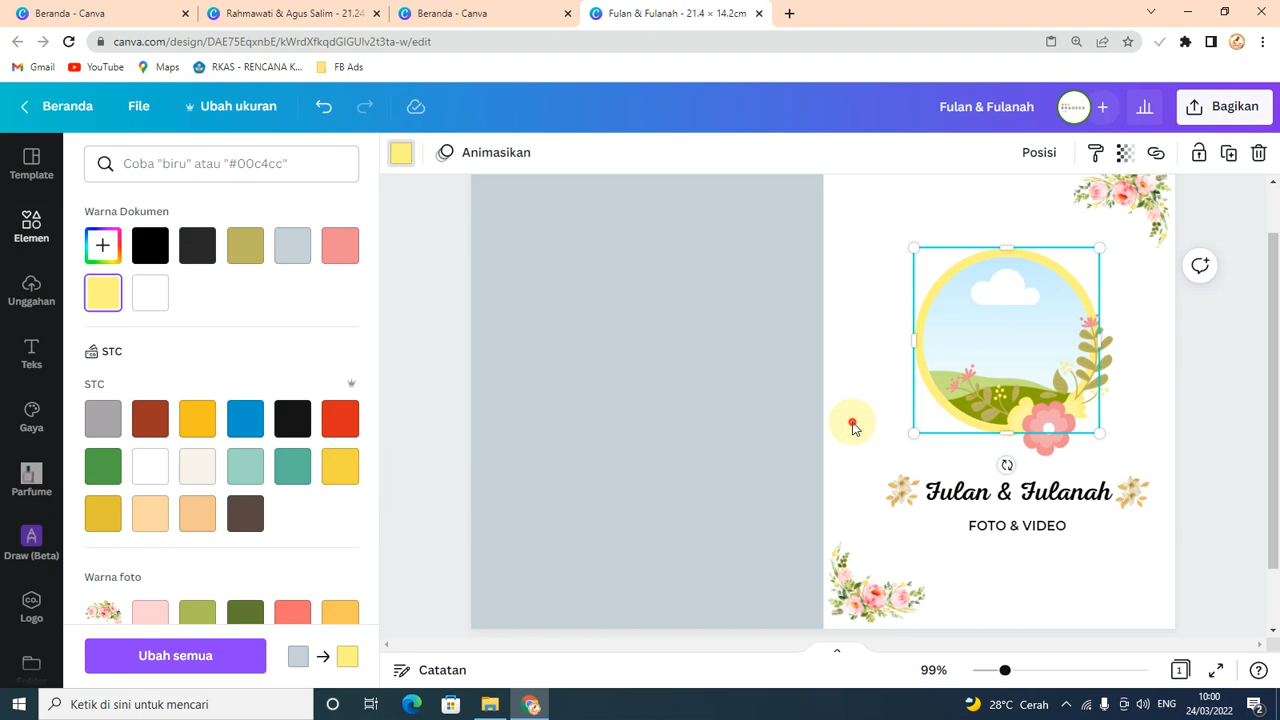 Beranda - Canva
Rahmawati & Agus Salim - 21.24
Beranda - Canva
Fulan & Fulanah - 21.4 × 14.2cm
canva.com/design/DAE75EqxnbE/kWrdXfkqdGlGUlv2t3ta-w/edit
Gmail
YouTube
Maps
RKAS - RENCANA K...
FB Ads
Beranda
File
Ubah ukuran
Fulan & Fulanah
Bagikan
Template
Elemen
Unggahan
Teks
Gaya
Parfume
Draw (Beta)
Logo
Folder
Coba "biru" atau "#00c4cc"
Animasikan
Posisi
Warna Dokumen
STC
STC
Warna foto
Ubah semua
Fulan & Fulanah
FOTO & VIDEO
Catatan
99%
1
Ketik di sini untuk mencari
28°C Cerah
ENG
10:00
24/03/2022
2